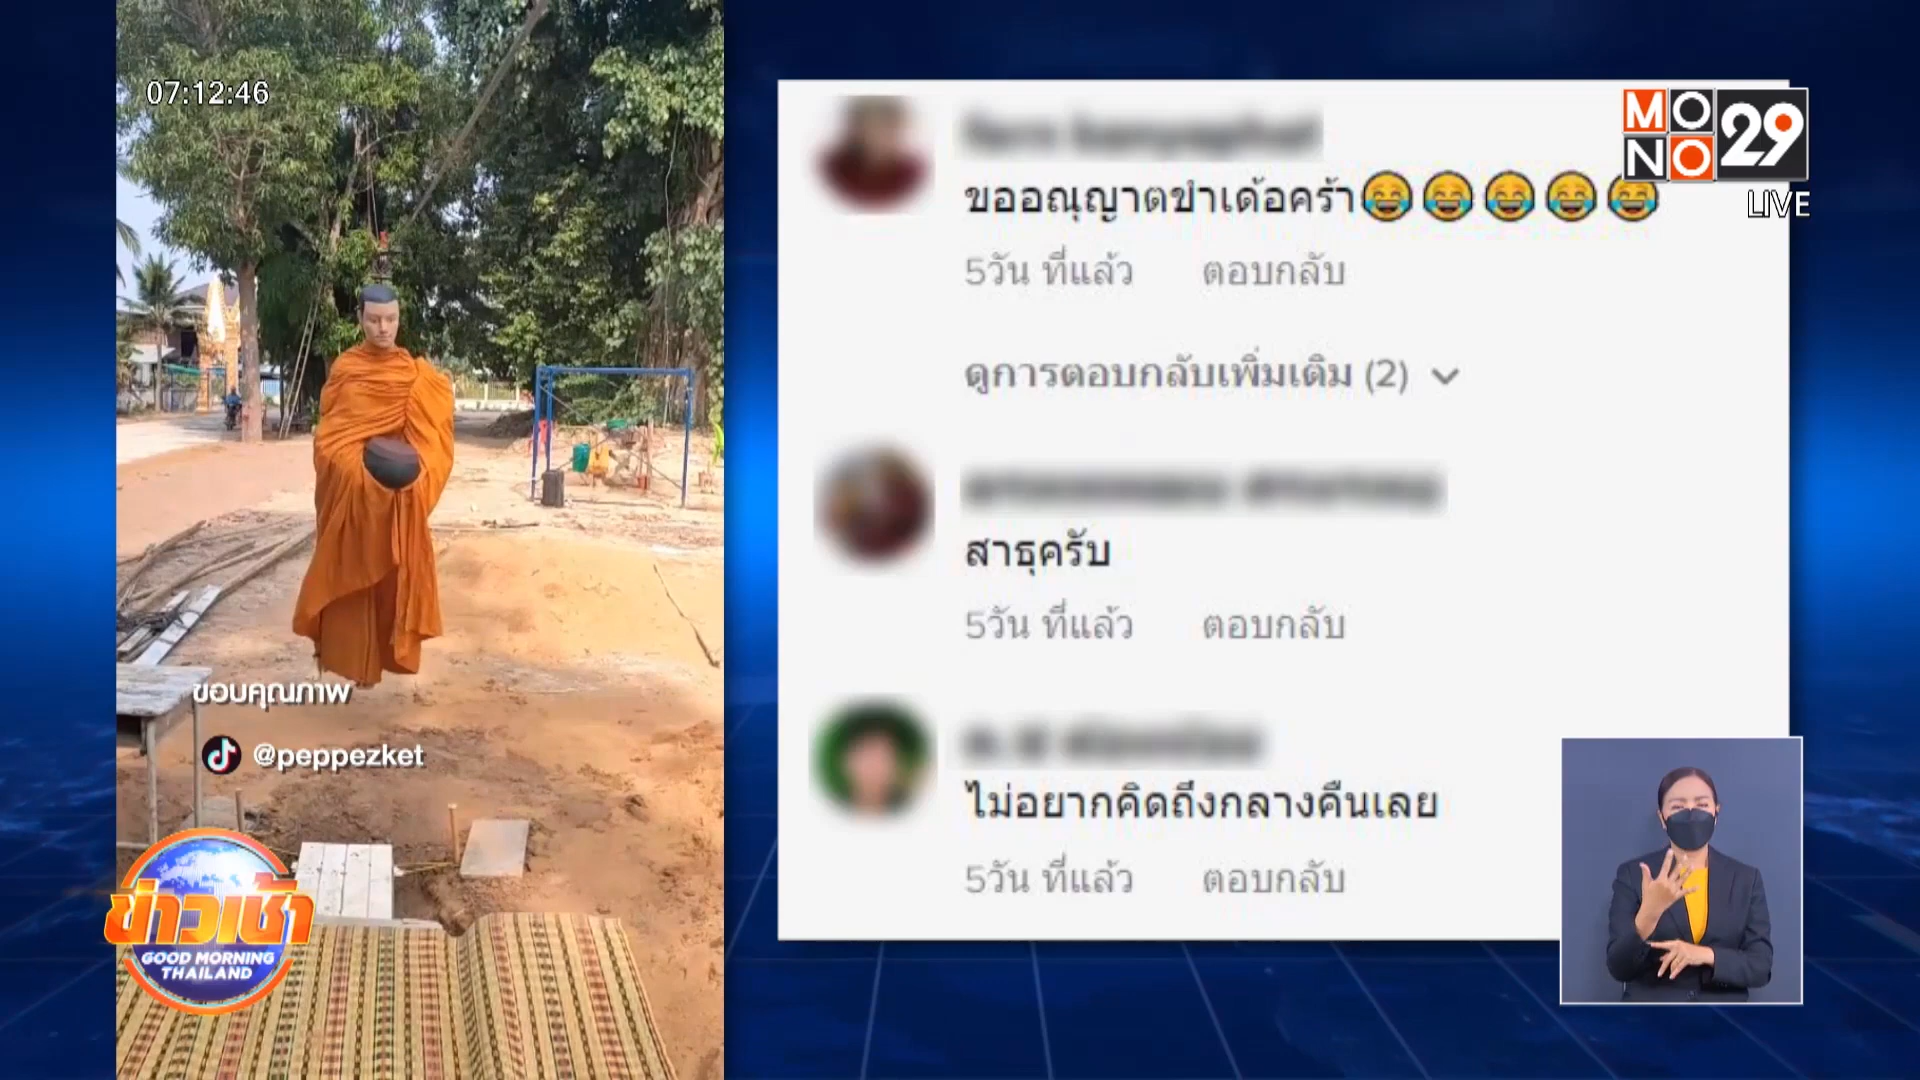 07:12:46
ขอบคุณภาพ
@peppezket
ข่าวเช้า
GOOD MORNING
THAILAND
ขออณุญาตขำเด้อคร้า😂😂😂😂😂
5วัน ที่แล้ว ตอบกลับ
ดูการตอบกลับเพิ่มเติม (2)
สาธุครับ
5วัน ที่แล้ว ตอบกลับ
ไม่อยากคิดถึงกลางคืนเลย
5วัน ที่แล้ว ตอบกลับ
MONO 29
LIVE